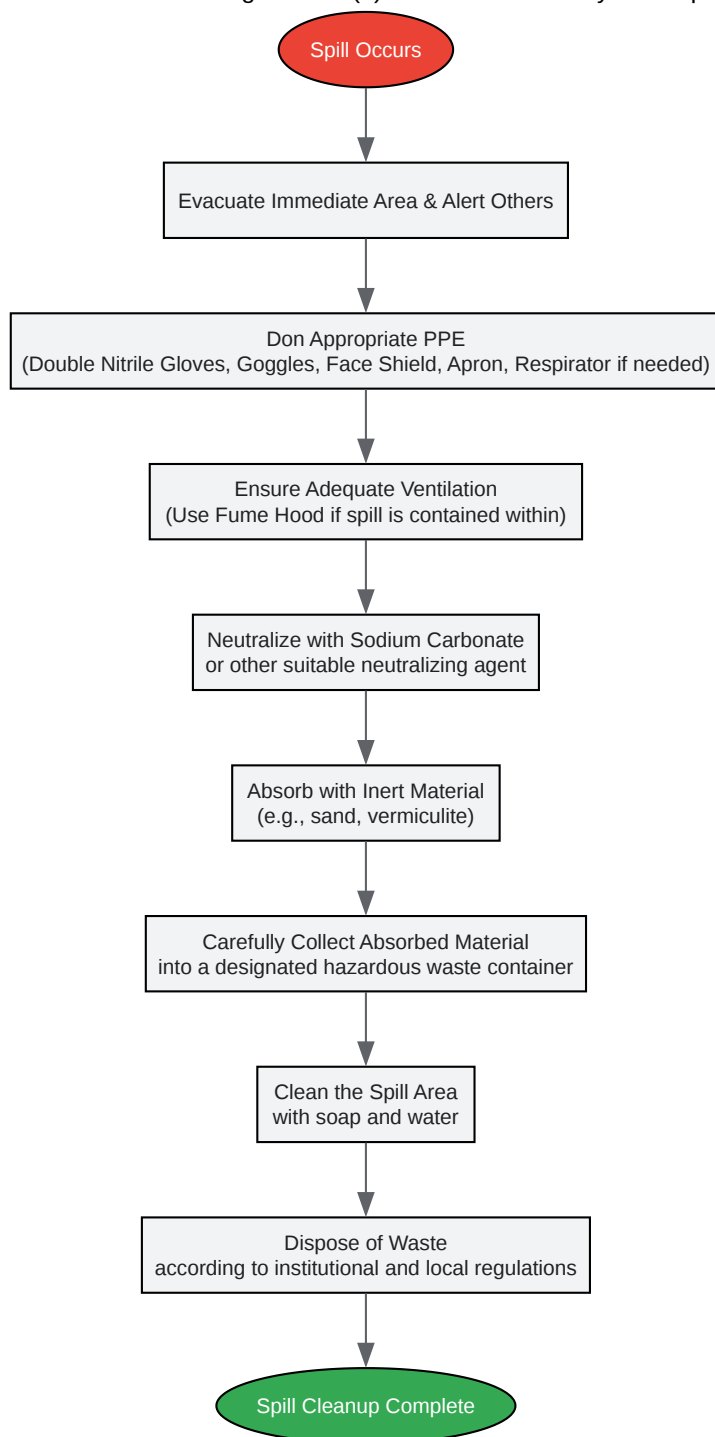 Spill Occurs
Evacuate Immediate Area & Alert Others
Don Appropriate PPE
(Double Nitrile Gloves, Goggles, Face Shield, Apron, Respirator if needed)
Ensure Adequate Ventilation
(Use Fume Hood if spill is contained within)
Neutralize with Sodium Carbonate
or other suitable neutralizing agent
Absorb with Inert Material
(e.g., sand, vermiculite)
Carefully Collect Absorbed Material
into a designated hazardous waste container
Clean the Spill Area
with soap and water
Dispose of Waste
according to institutional and local regulations
Spill Cleanup Complete